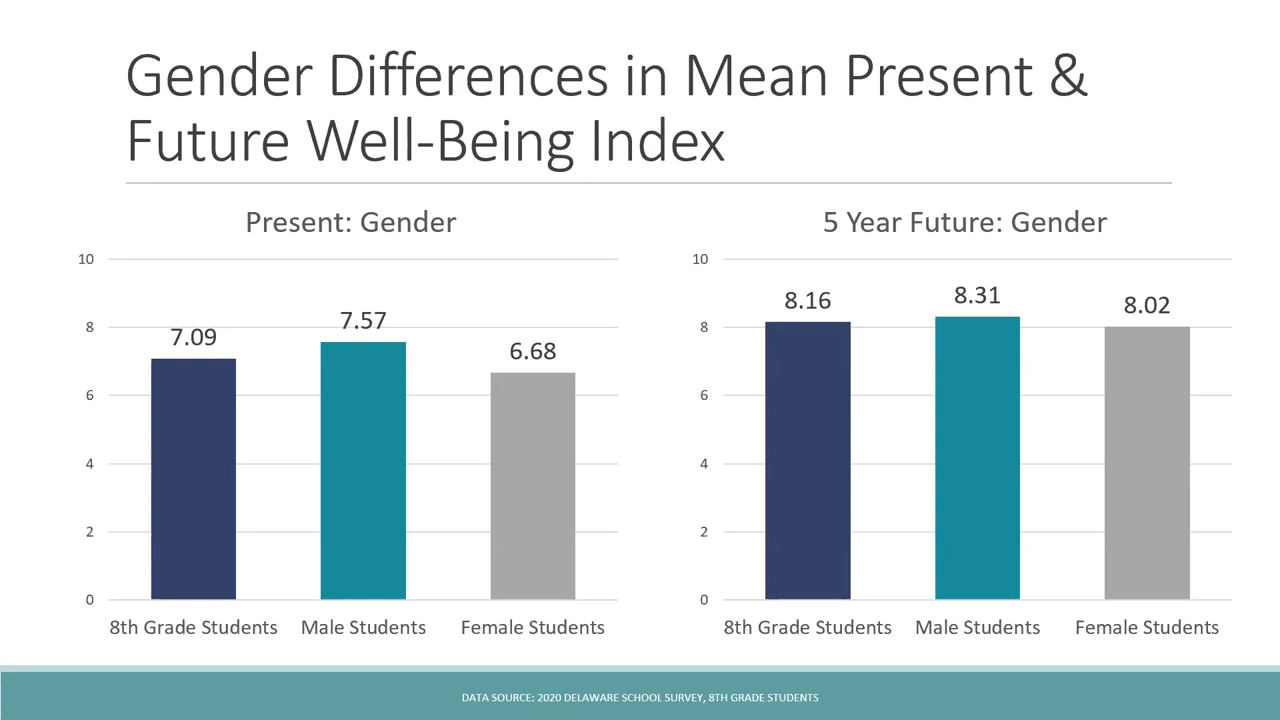 Gender Differences in Mean Present &
Future Well-Being Index
Present: Gender
10
8
6
4
2
0
7.09
7.57
6.68
8th Grade Students
Male Students
Female Students
5 Year Future: Gender
10
8
6
4
2
0
8.16
8.31
8.02
8th Grade Students
Male Students
Female Students
DATA SOURCE: 2020 DELAWARE SCHOOL SURVEY, 8TH GRADE STUDENTS